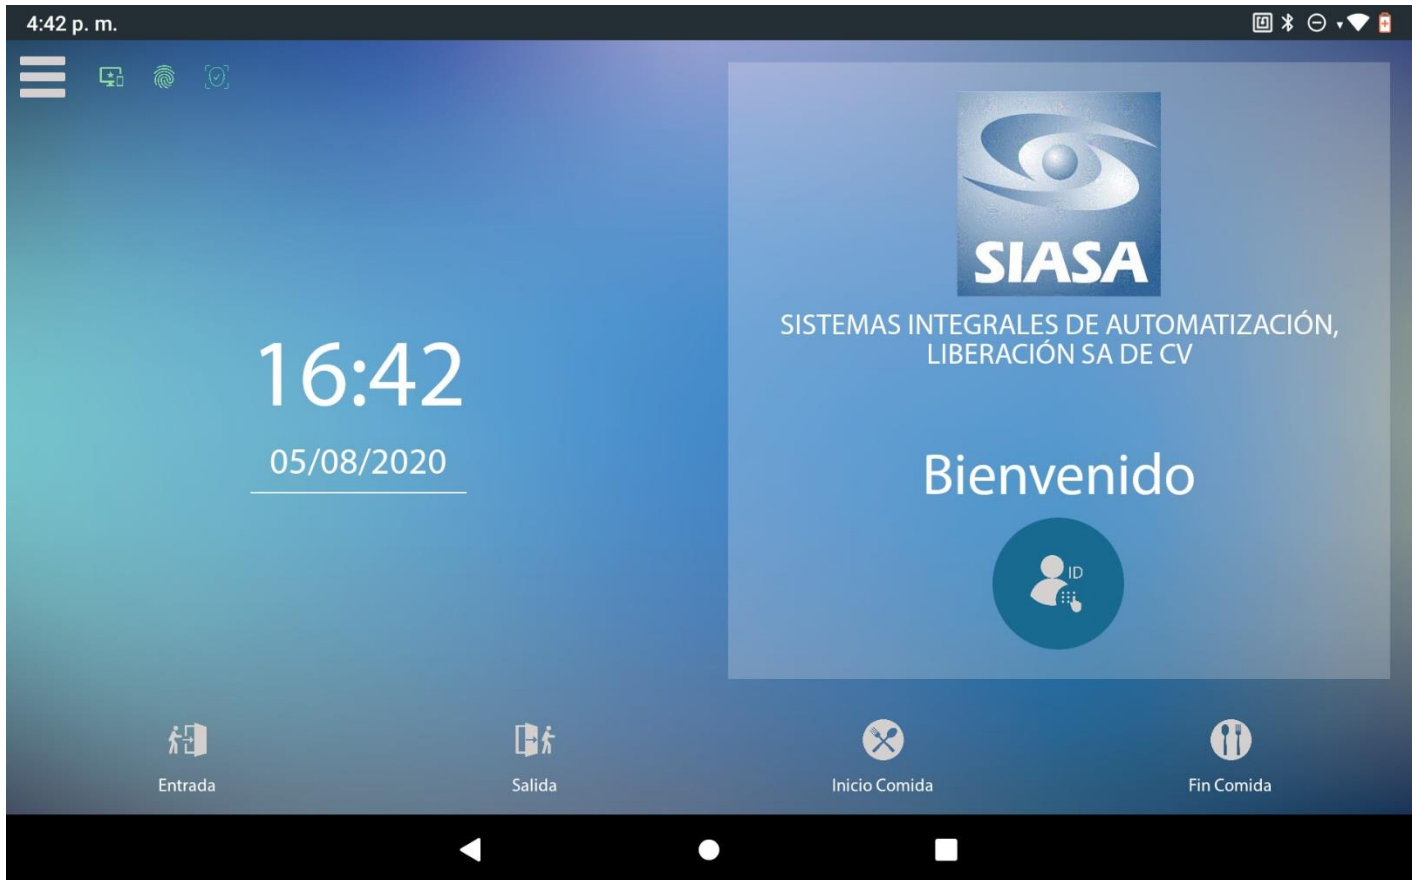 4:42 p. m.
SIASA
SISTEMAS INTEGRALES DE AUTOMATIZACIÓN,
LIBERACIÓN SA DE CV
16:42
05/08/2020
Bienvenido
ID
Entrada
Salida
Inicio Comida
Fin Comida